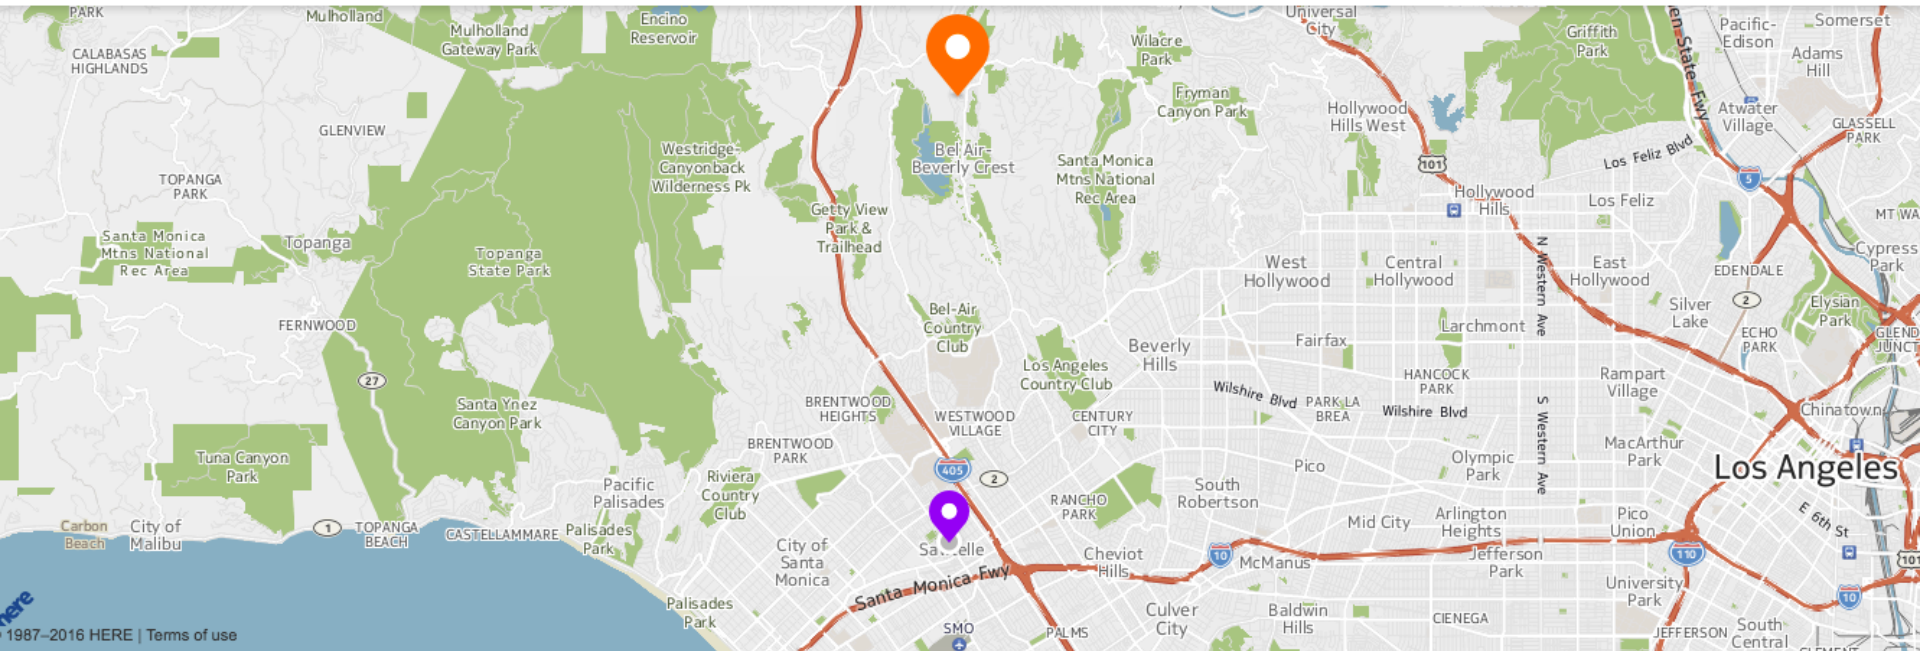 PARK
Mulholland
Mulholland
Gateway Park
Encino
Reservoir
Universal
City
Griffith
Park
Pacific-
Edison
Somerset
CALABASAS
HIGHLANDS
Wilacre
Park
Adams
Hill
Fryman
Canyon Park
Hollywood
Hills West
State Fwy
Atwater
Village
GLASSELL
PARK
GLENVIEW
Westridge-
Canyonback
Wilderness Pk
Bel Air-
Beverly Crest
Santa Monica
Mtns National
Rec Area
101
Los Feliz Blvd
5
TOPANGA
PARK
Getty View
Park &
Trailhead
Hollywood
Hills
Los Feliz
MT WA
Santa Monica
Mtns National
Rec Area
Topanga
Topanga
State Park
West
Hollywood
Central
Hollywood
N Western Ave
East
Hollywood
EDENDALE
Cypress
Park
2
FERNWOOD
Bel-Air
Country
Club
Silver
Lake
Elysian
Park
Larchmont
Fairfax
ECHO
PARK
GLEND
JUNCT
Beverly
Hills
Los Angeles
Country Club
27
HANCOCK
PARK
Rampart
Village
Wilshire Blvd
PARK LA
BREA
Wilshire Blvd
S Western Ave
Chinatown
BRENTWOOD
HEIGHTS
WESTWOOD
VILLAGE
CENTURY
CITY
Santa Ynez
Canyon Park
BRENTWOOD
PARK
MacArthur
Park
Tuna Canyon
Park
405
2
Pico
Olympic
Park
Los Angeles
Pacific
Palisades
Riviera
Country
Club
RANCHO
PARK
South
Robertson
Carbon
Beach
City of
Malibu
1
TOPANGA
BEACH
CASTELLAMMARE
Palisades
Park
Mid City
Arlington
Heights
Pico
Union
E 6th St
City of
Santa
Monica
Cheviot
Hills
10
McManus
Jefferson
Park
110
101
Santa Monica Fwy
University
Park
10
Palisades
Park
Culver
City
Baldwin
Hills
CIENEGA
SMO
PALMS
JEFFERSON
South
Central
here
1987–2016 HERE | Terms of use